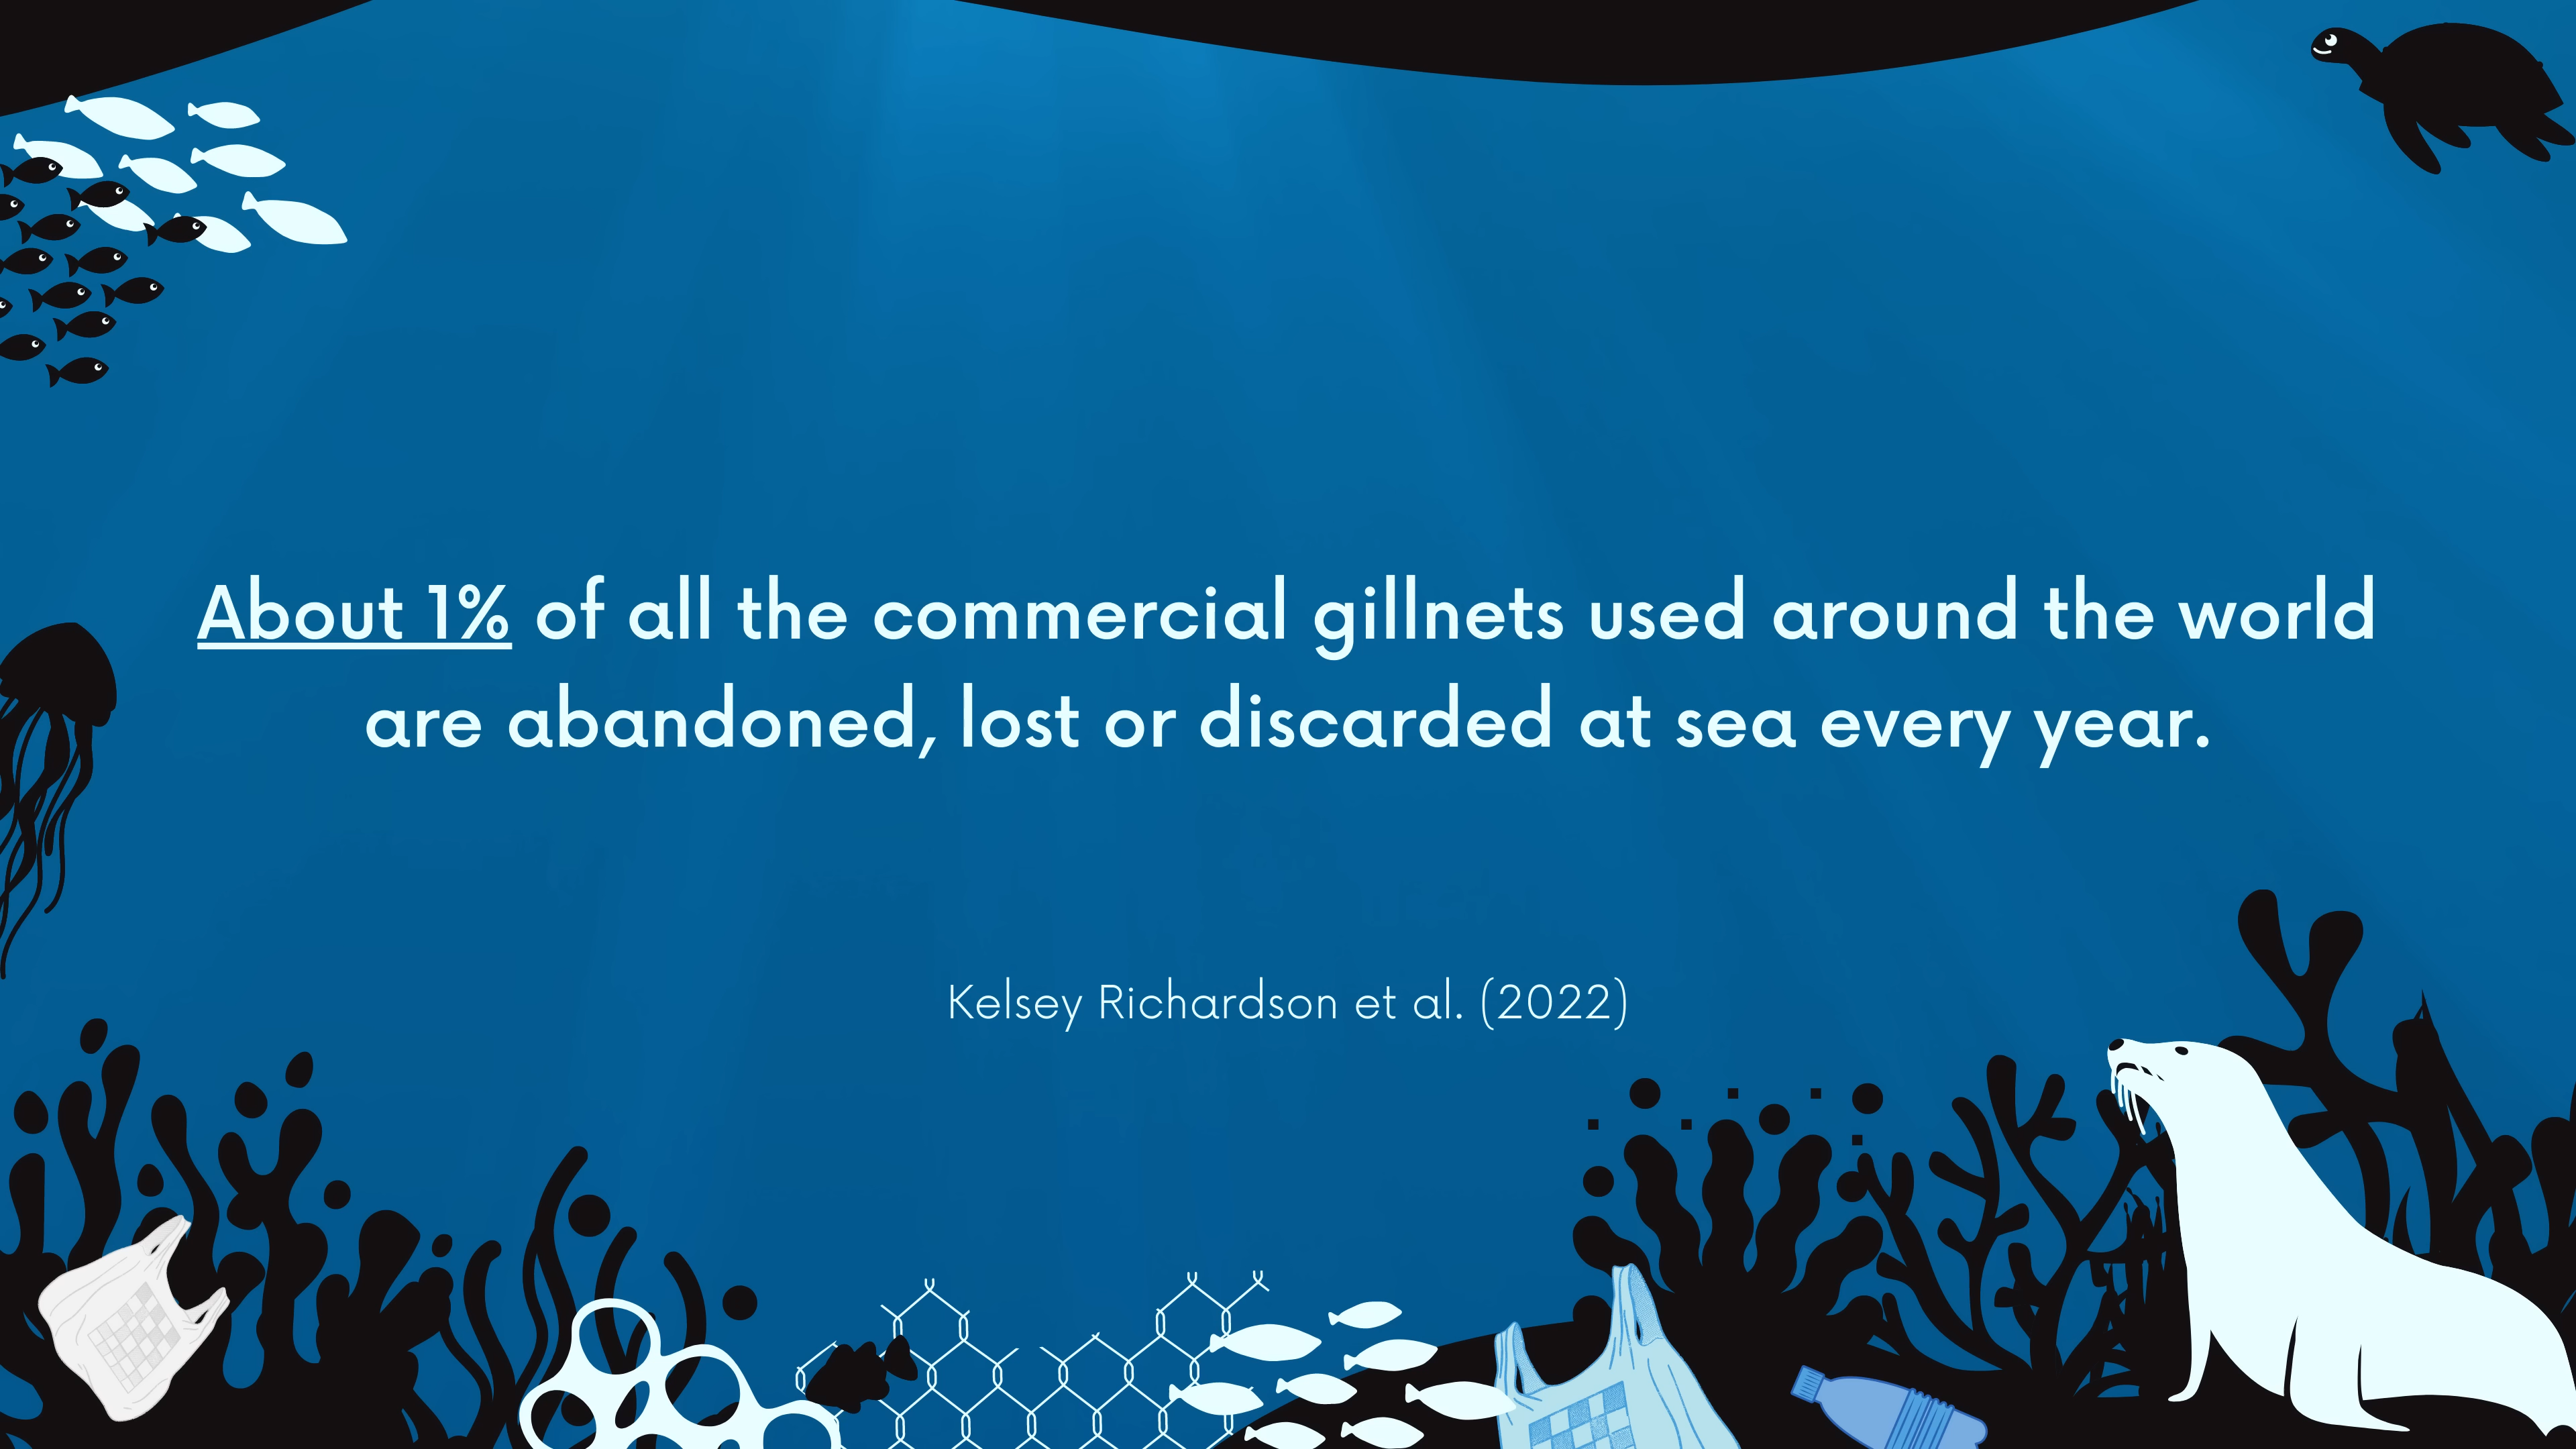 About 1% of all the commercial gillnets used around the world
are abandoned, lost or discarded at sea every year.
Kelsey Richardson et al. (2022)